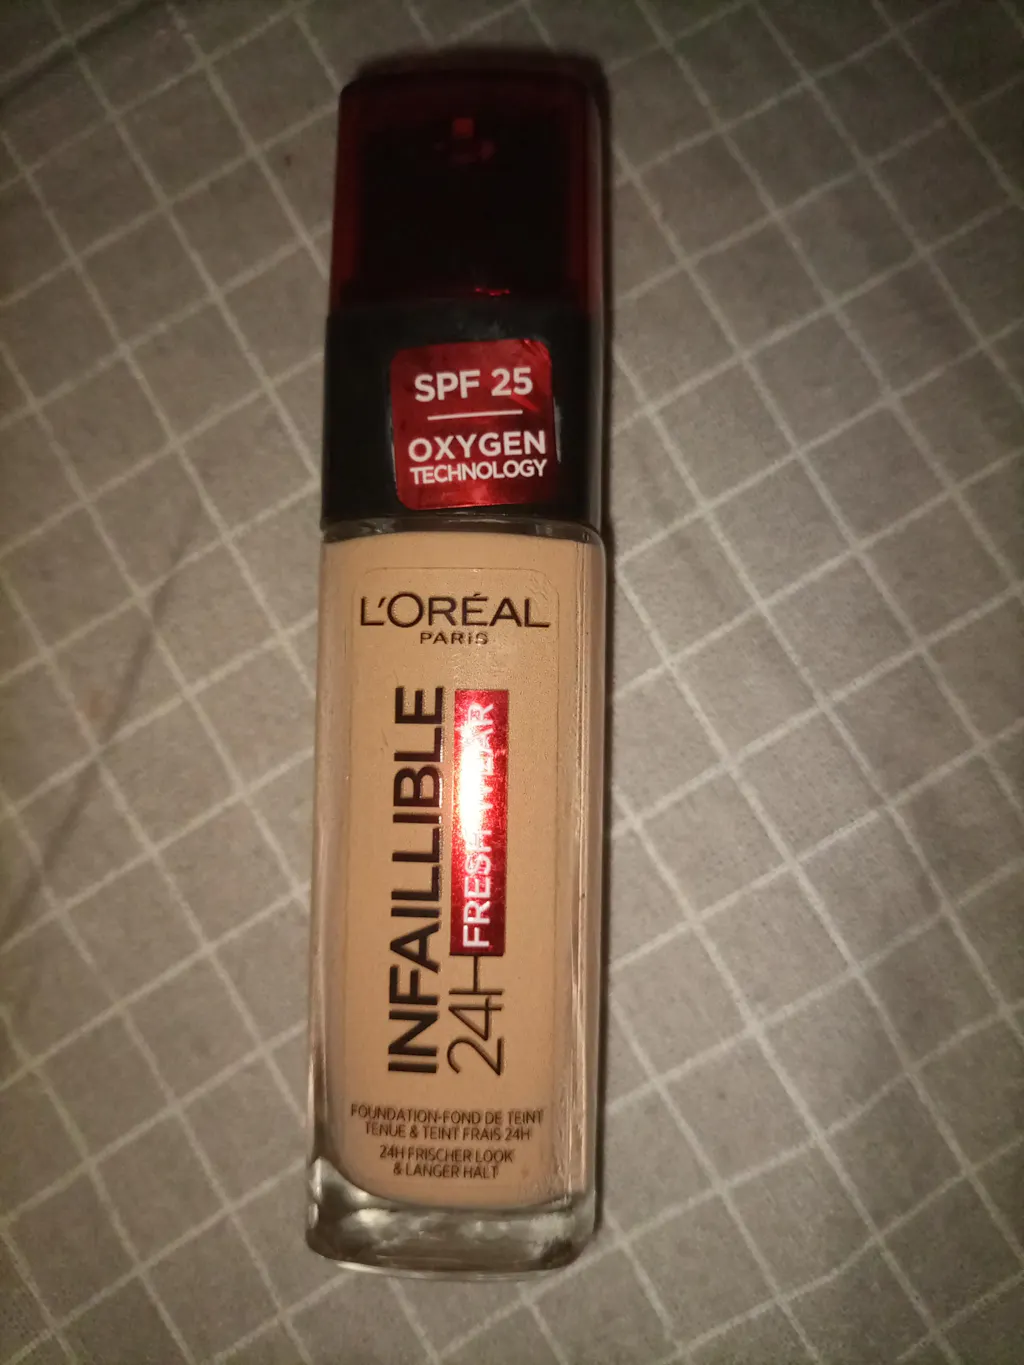 SPF 25
OXYGEN
TECHNOLOGY
L'ORÉAL
PARIS
INFAILLIBLE
24H FRESH WEAR
FOUNDATION-FOND DE TEINT
TENUE & TEINT FRAIS 24H
24H FRISCHER LOOK
& LANGER HALT